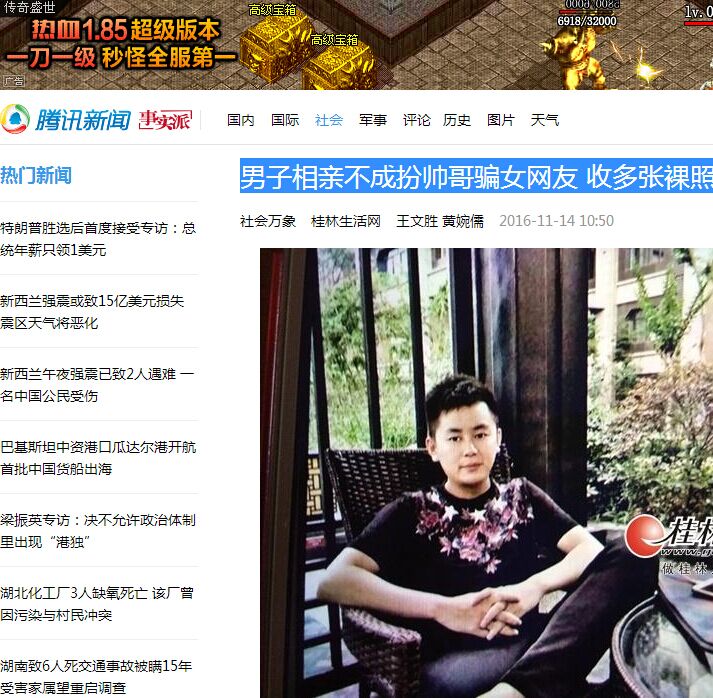 传奇盛世
热血1.85超级版本
一刀一级 秒怪全服第一
广告
高级宝箱
高级宝箱
6918/32000
lv.0
腾讯新闻 事实派
国内 国际 社会 军事 评论 历史 图片 天气
热门新闻
特朗普胜选后首度接受专访：总
统年薪只领1美元
新西兰强震或致15亿美元损失
震区天气将恶化
新西兰午夜强震已致2人遇难 一
名中国公民受伤
巴基斯坦中资港口瓜达尔港开航
首批中国货船出海
梁振英专访：决不允许政治体制
里出现“港独”
湖北化工厂3人缺氧死亡 该厂曾
因污染与村民冲突
湖南致6人死交通事故被瞒15年
受害家属望重启调查
男子相亲不成扮帅哥骗女网友 收多张裸照
社会万象 桂林生活网 王文胜 黄婉儒 2016-11-14 10:50
桂林
www.g
做桂林